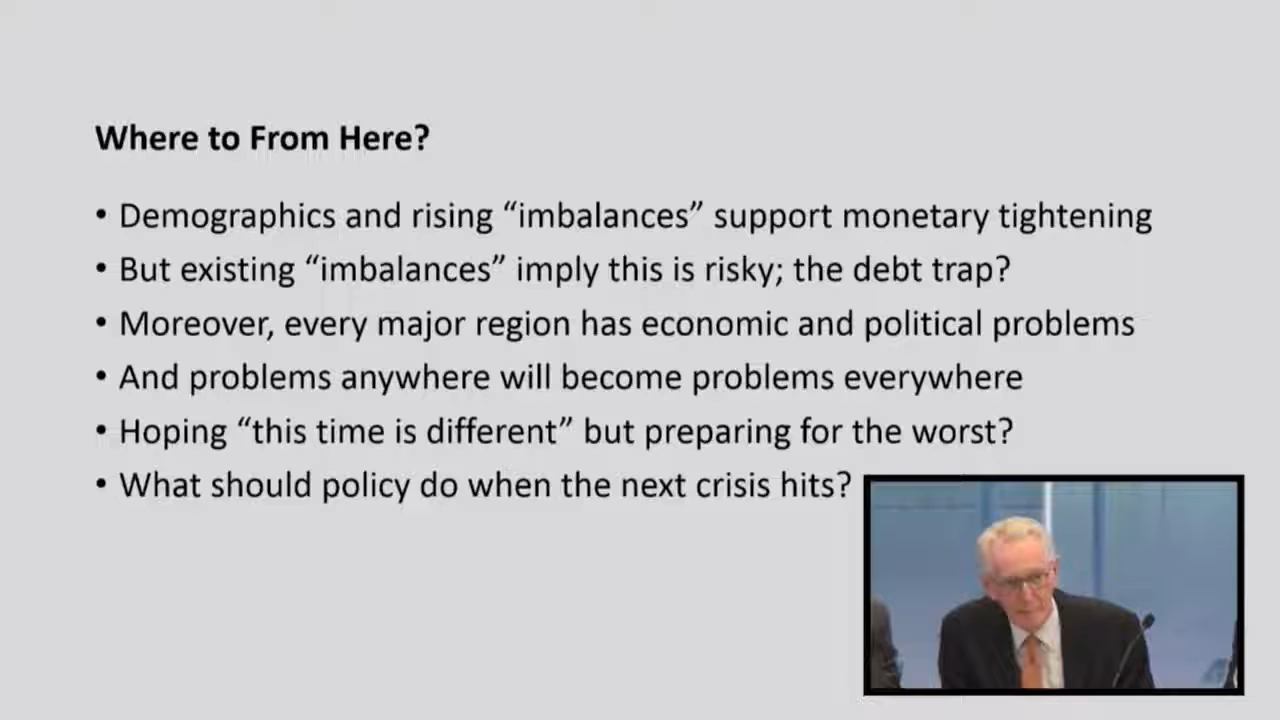 Where to From Here?
• Demographics and rising “imbalances” support monetary tightening
• But existing “imbalances” imply this is risky; the debt trap?
• Moreover, every major region has economic and political problems
• And problems anywhere will become problems everywhere
• Hoping “this time is different” but preparing for the worst?
• What should policy do when the next crisis hits?